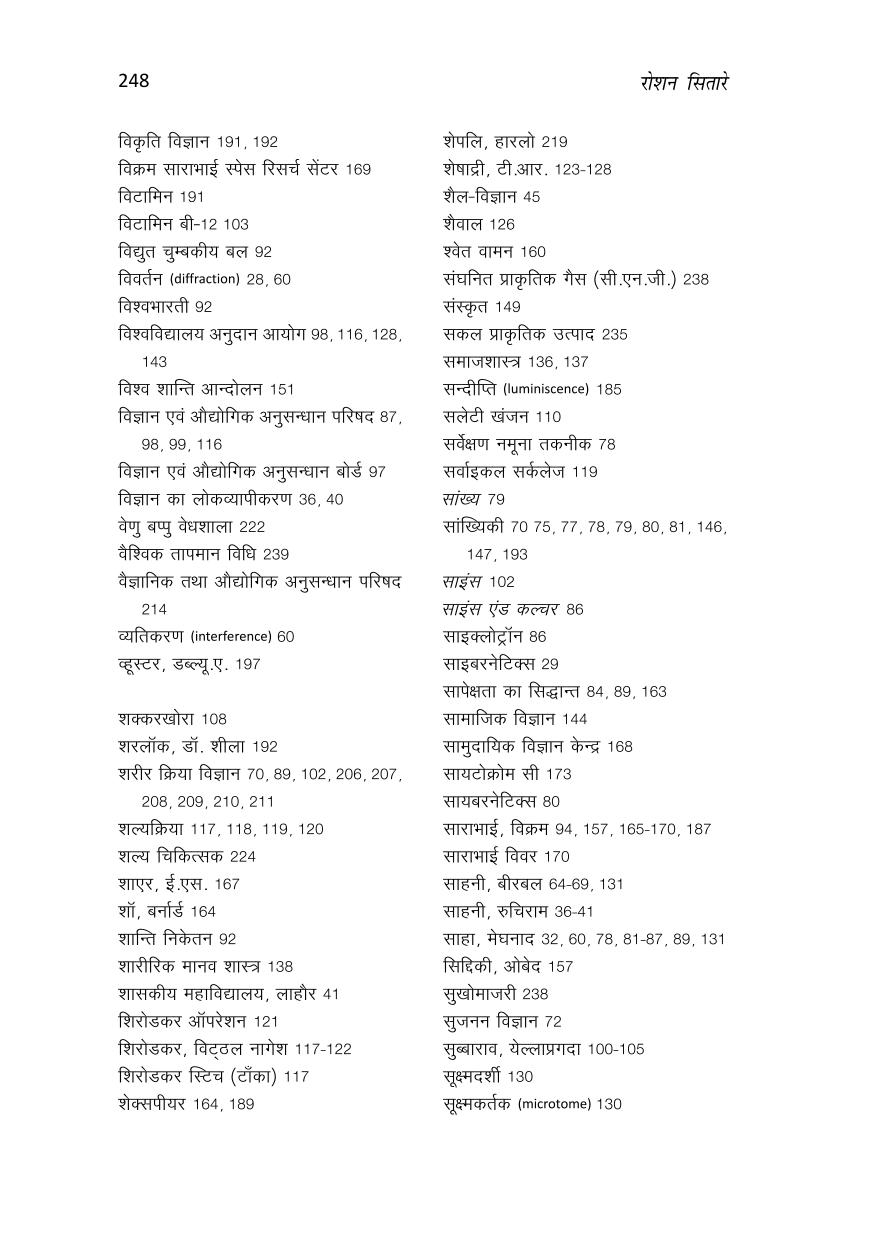 248
रोशन सितारे
विकृति विज्ञान 191, 192
विक्रम साराभाई स्पेस रिसर्च सेंटर 169
विटामिन 191
विटामिन बी-12 103
विद्युत चुम्बकीय बल 92
विवर्तन (diffraction) 28, 60
विश्वभारती 92
विश्वविद्यालय अनुदान आयोग 98, 116, 128,
143
विश्व शान्ति आन्दोलन 151
विज्ञान एवं औद्योगिक अनुसन्धान परिषद 87,
98, 99, 116
विज्ञान एवं औद्योगिक अनुसन्धान बोर्ड 97
विज्ञान का लोकव्यापीकरण 36, 40
वेणु बप्पु वेधशाला 222
वैश्विक तापमान विधि 239
वैज्ञानिक तथा औद्योगिक अनुसन्धान परिषद
214
व्यतिकरण (interference) 60
व्हूस्टर, डब्ल्यू.ए. 197
शक्करखोरा 108
शरलॉक, डॉ. शीला 192
शरीर क्रिया विज्ञान 70, 89, 102, 206, 207,
208, 209, 210, 211
शल्यक्रिया 117, 118, 119, 120
शल्य चिकित्सक 224
शाएर, ई.एस. 167
शॉ, बर्नार्ड 164
शान्ति निकेतन 92
शारीरिक मानव शास्त्र 138
शासकीय महाविद्यालय, लाहौर 41
शिरोडकर ऑपरेशन 121
शिरोडकर, विट्ठल नागेश 117-122
शिरोडकर स्टिच (टाँका) 117
शेक्सपीयर 164, 189
शेपलि, हारलो 219
शेषाद्री, टी.आर. 123-128
शैल-विज्ञान 45
शैवाल 126
श्वेत वामन 160
संघनित प्राकृतिक गैस (सी.एन.जी.) 238
संस्कृत 149
सकल प्राकृतिक उत्पाद 235
समाजशास्त्र 136, 137
सन्दीप्ति (luminiscence) 185
सलेटी खंजन 110
सर्वेक्षण नमूना तकनीक 78
सर्वाइकल सर्कलेज 119
सांख्य 79
सांख्यिकी 70 75, 77, 78, 79, 80, 81, 146,
147, 193
साइंस 102
साइंस एंड कल्चर 86
साइक्लोट्रॉन 86
साइबरनेटिक्स 29
सापेक्षता का सिद्धान्त 84, 89, 163
सामाजिक विज्ञान 144
सामुदायिक विज्ञान केन्द्र 168
सायटोक्रोम सी 173
सायबरनेटिक्स 80
साराभाई, विक्रम 94, 157, 165-170, 187
साराभाई विवर 170
साहनी, बीरबल 64-69, 131
साहनी, रुचिराम 36-41
साहा, मेघनाद 32, 60, 78, 81-87, 89, 131
सिद्दिकी, ओबेद 157
सुखोमाजरी 238
सुजनन विज्ञान 72
सुब्बाराव, येल्लाप्रगदा 100-105
सूक्ष्मदर्शी 130
सूक्ष्मकर्तक (microtome) 130